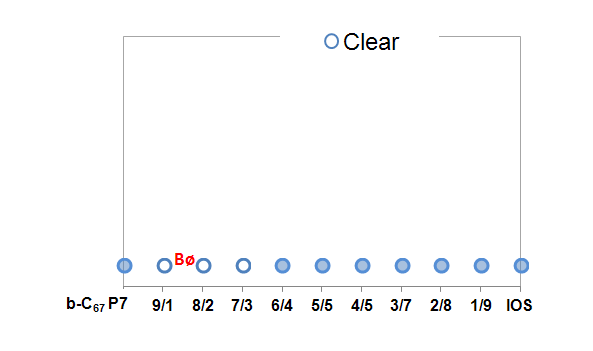 Clear
Bø
b-C₆₇ P7 9/1 8/2 7/3 6/4 5/5 4/5 3/7 2/8 1/9 IOS